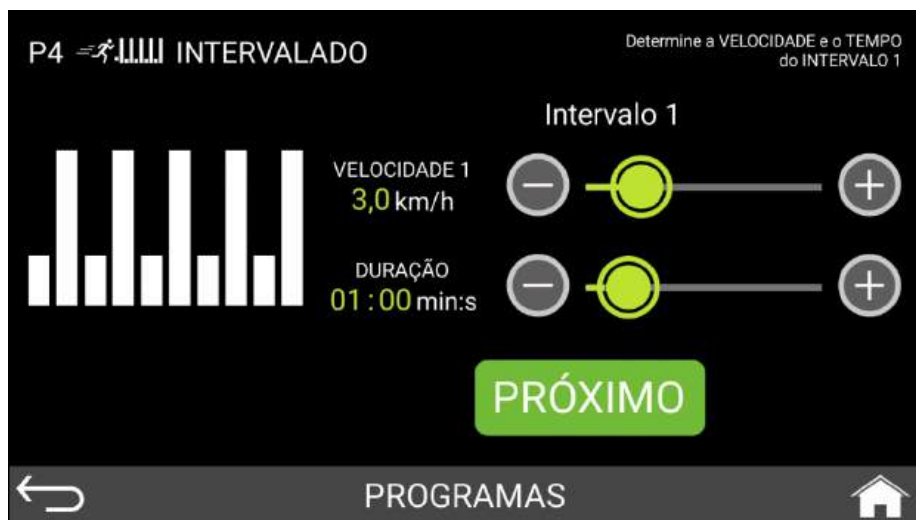 P4 INTERVALADO
Determine a VELOCIDADE e o TEMPO
do INTERVALO 1
Intervalo 1
VELOCIDADE 1
3,0 km/h
DURAÇÃO
01:00 min:s
PRÓXIMO
PROGRAMAS